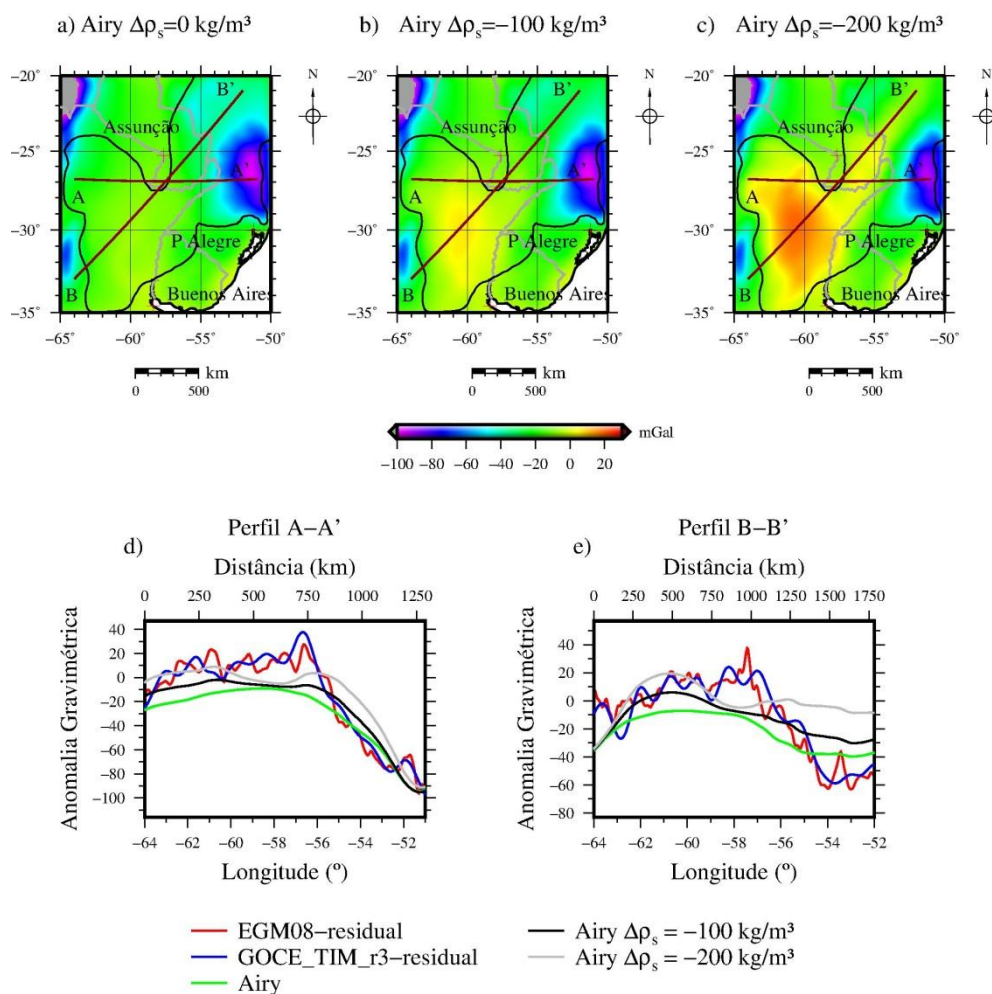 a) Airy Δρs=0 kg/m³
b) Airy Δρs=−100 kg/m³
c) Airy Δρs=−200 kg/m³
−20°
−25°
−30°
−35°
−65°
−60°
−55°
−50°
B’
Assunção
A
A’
P Alegre
B
Buenos Aires
N
km
0
500
−20°
−25°
−30°
−35°
−65°
−60°
−55°
−50°
B’
Assunção
A
A’
P Alegre
B
Buenos Aires
N
km
0
500
−20°
−25°
−30°
−35°
−65°
−60°
−55°
−50°
B’
Assunção
A
A’
P Alegre
B
Buenos Aires
N
km
0
500
mGal
−100 −80 −60 −40 −20 0 20
Perfil A−A’
d)
Distância (km)
0 250 500 750 1000 1250
Anomalia Gravimétrica
40
20
0
−20
−40
−60
−80
−100
−64 −62 −60 −58 −56 −54 −52
Longitude (º)
Perfil B−B’
e)
Distância (km)
0 250 500 750 1000 1250 1500 1750
Anomalia Gravimétrica
40
20
0
−20
−40
−60
−80
−64 −62 −60 −58 −56 −54 −52
Longitude (º)
EGM08−residual
GOCE_TIM_r3−residual
Airy
Airy Δρs = −100 kg/m³
Airy Δρs = −200 kg/m³